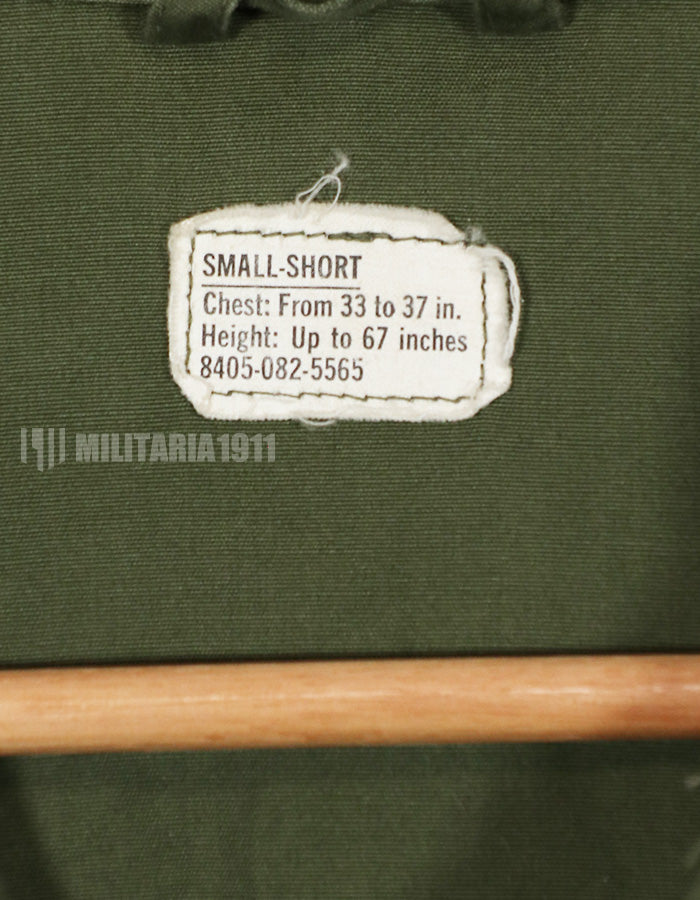 SMALL-SHORT
Chest: From 33 to 37 in.
Height: Up to 67 inches
8405-082-5565
MILITARIA1911